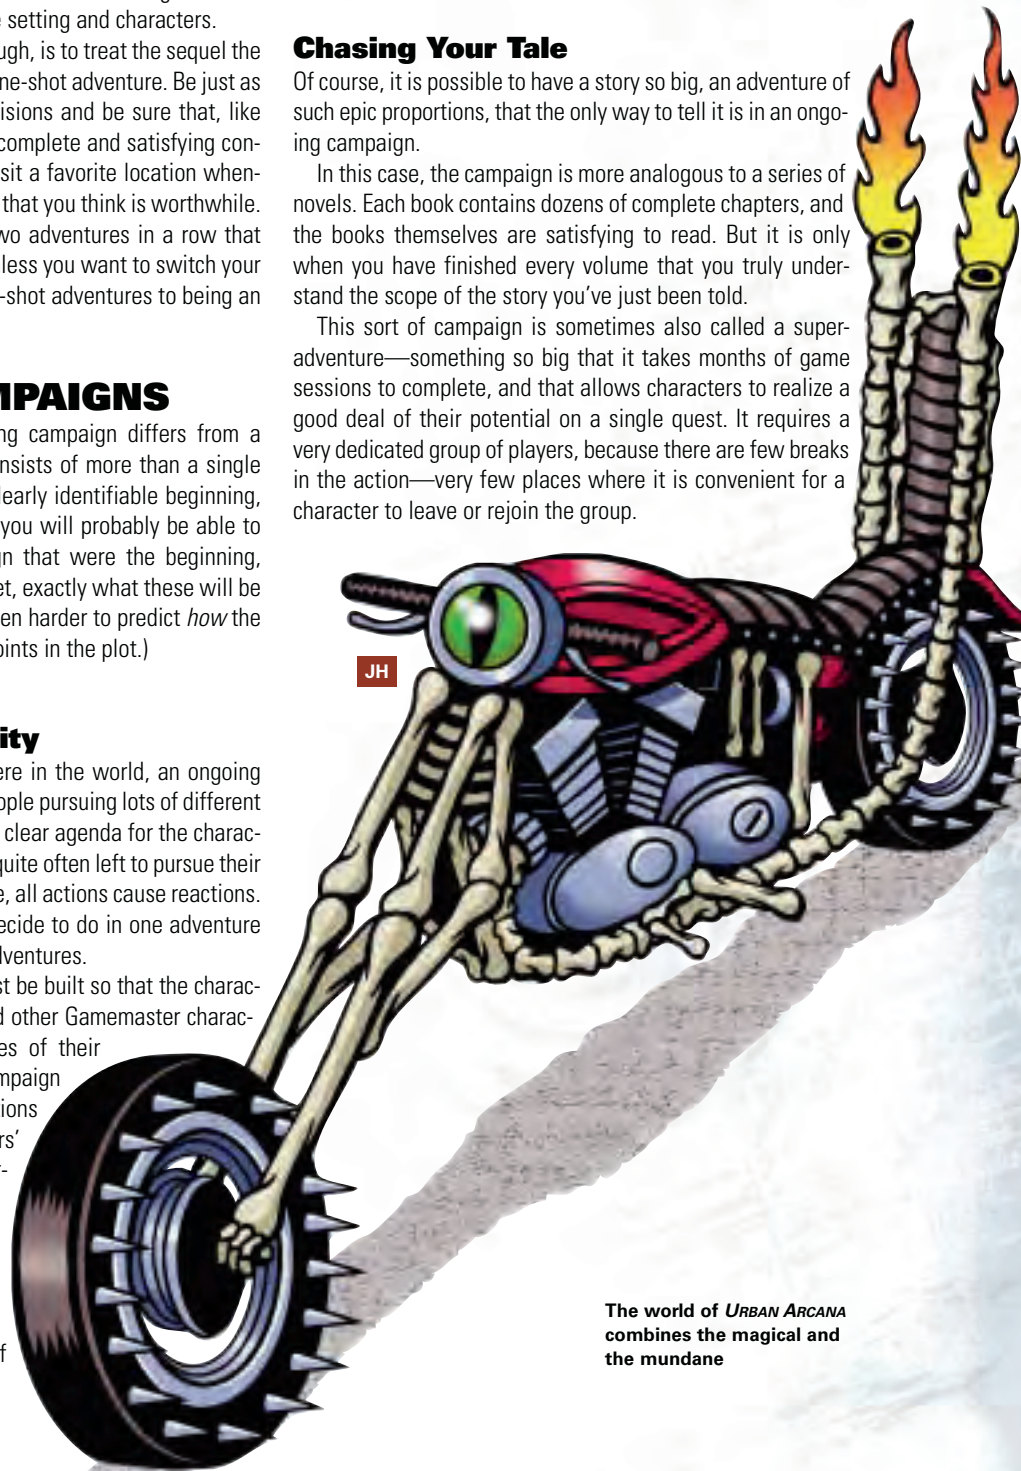 setting and characters.
ugh, is to treat the sequel the
ne-shot adventure. Be just as
isions and be sure that, like
complete and satisfying con-
sit a favorite location when-
that you think is worthwhile.
wo adventures in a row that
less you want to switch your
-shot adventures to being an
MPAIGNS
ng campaign differs from a
nsists of more than a single
learly identifiable beginning,
you will probably be able to
gn that were the beginning,
et, exactly what these will be
en harder to predict how the
oints in the plot.)
ity
ere in the world, an ongoing
ople pursuing lots of different
clear agenda for the charac-
quite often left to pursue their
e, all actions cause reactions.
ecide to do in one adventure
dventures.
st be built so that the charac-
d other Gamemaster charac-
es of their
mpaign
tions
rs'
r-
f
Chasing Your Tale
Of course, it is possible to have a story so big, an adventure of
such epic proportions, that the only way to tell it is in an ongo-
ing campaign.
In this case, the campaign is more analogous to a series of
novels. Each book contains dozens of complete chapters, and
the books themselves are satisfying to read. But it is only
when you have finished every volume that you truly under-
stand the scope of the story you've just been told.
This sort of campaign is sometimes also called a super-
adventure—something so big that it takes months of game
sessions to complete, and that allows characters to realize a
good deal of their potential on a single quest. It requires a
very dedicated group of players, because there are few breaks
in the action—very few places where it is convenient for a
character to leave or rejoin the group.
JH
The world of URBAN ARCANA
combines the magical and
the mundane